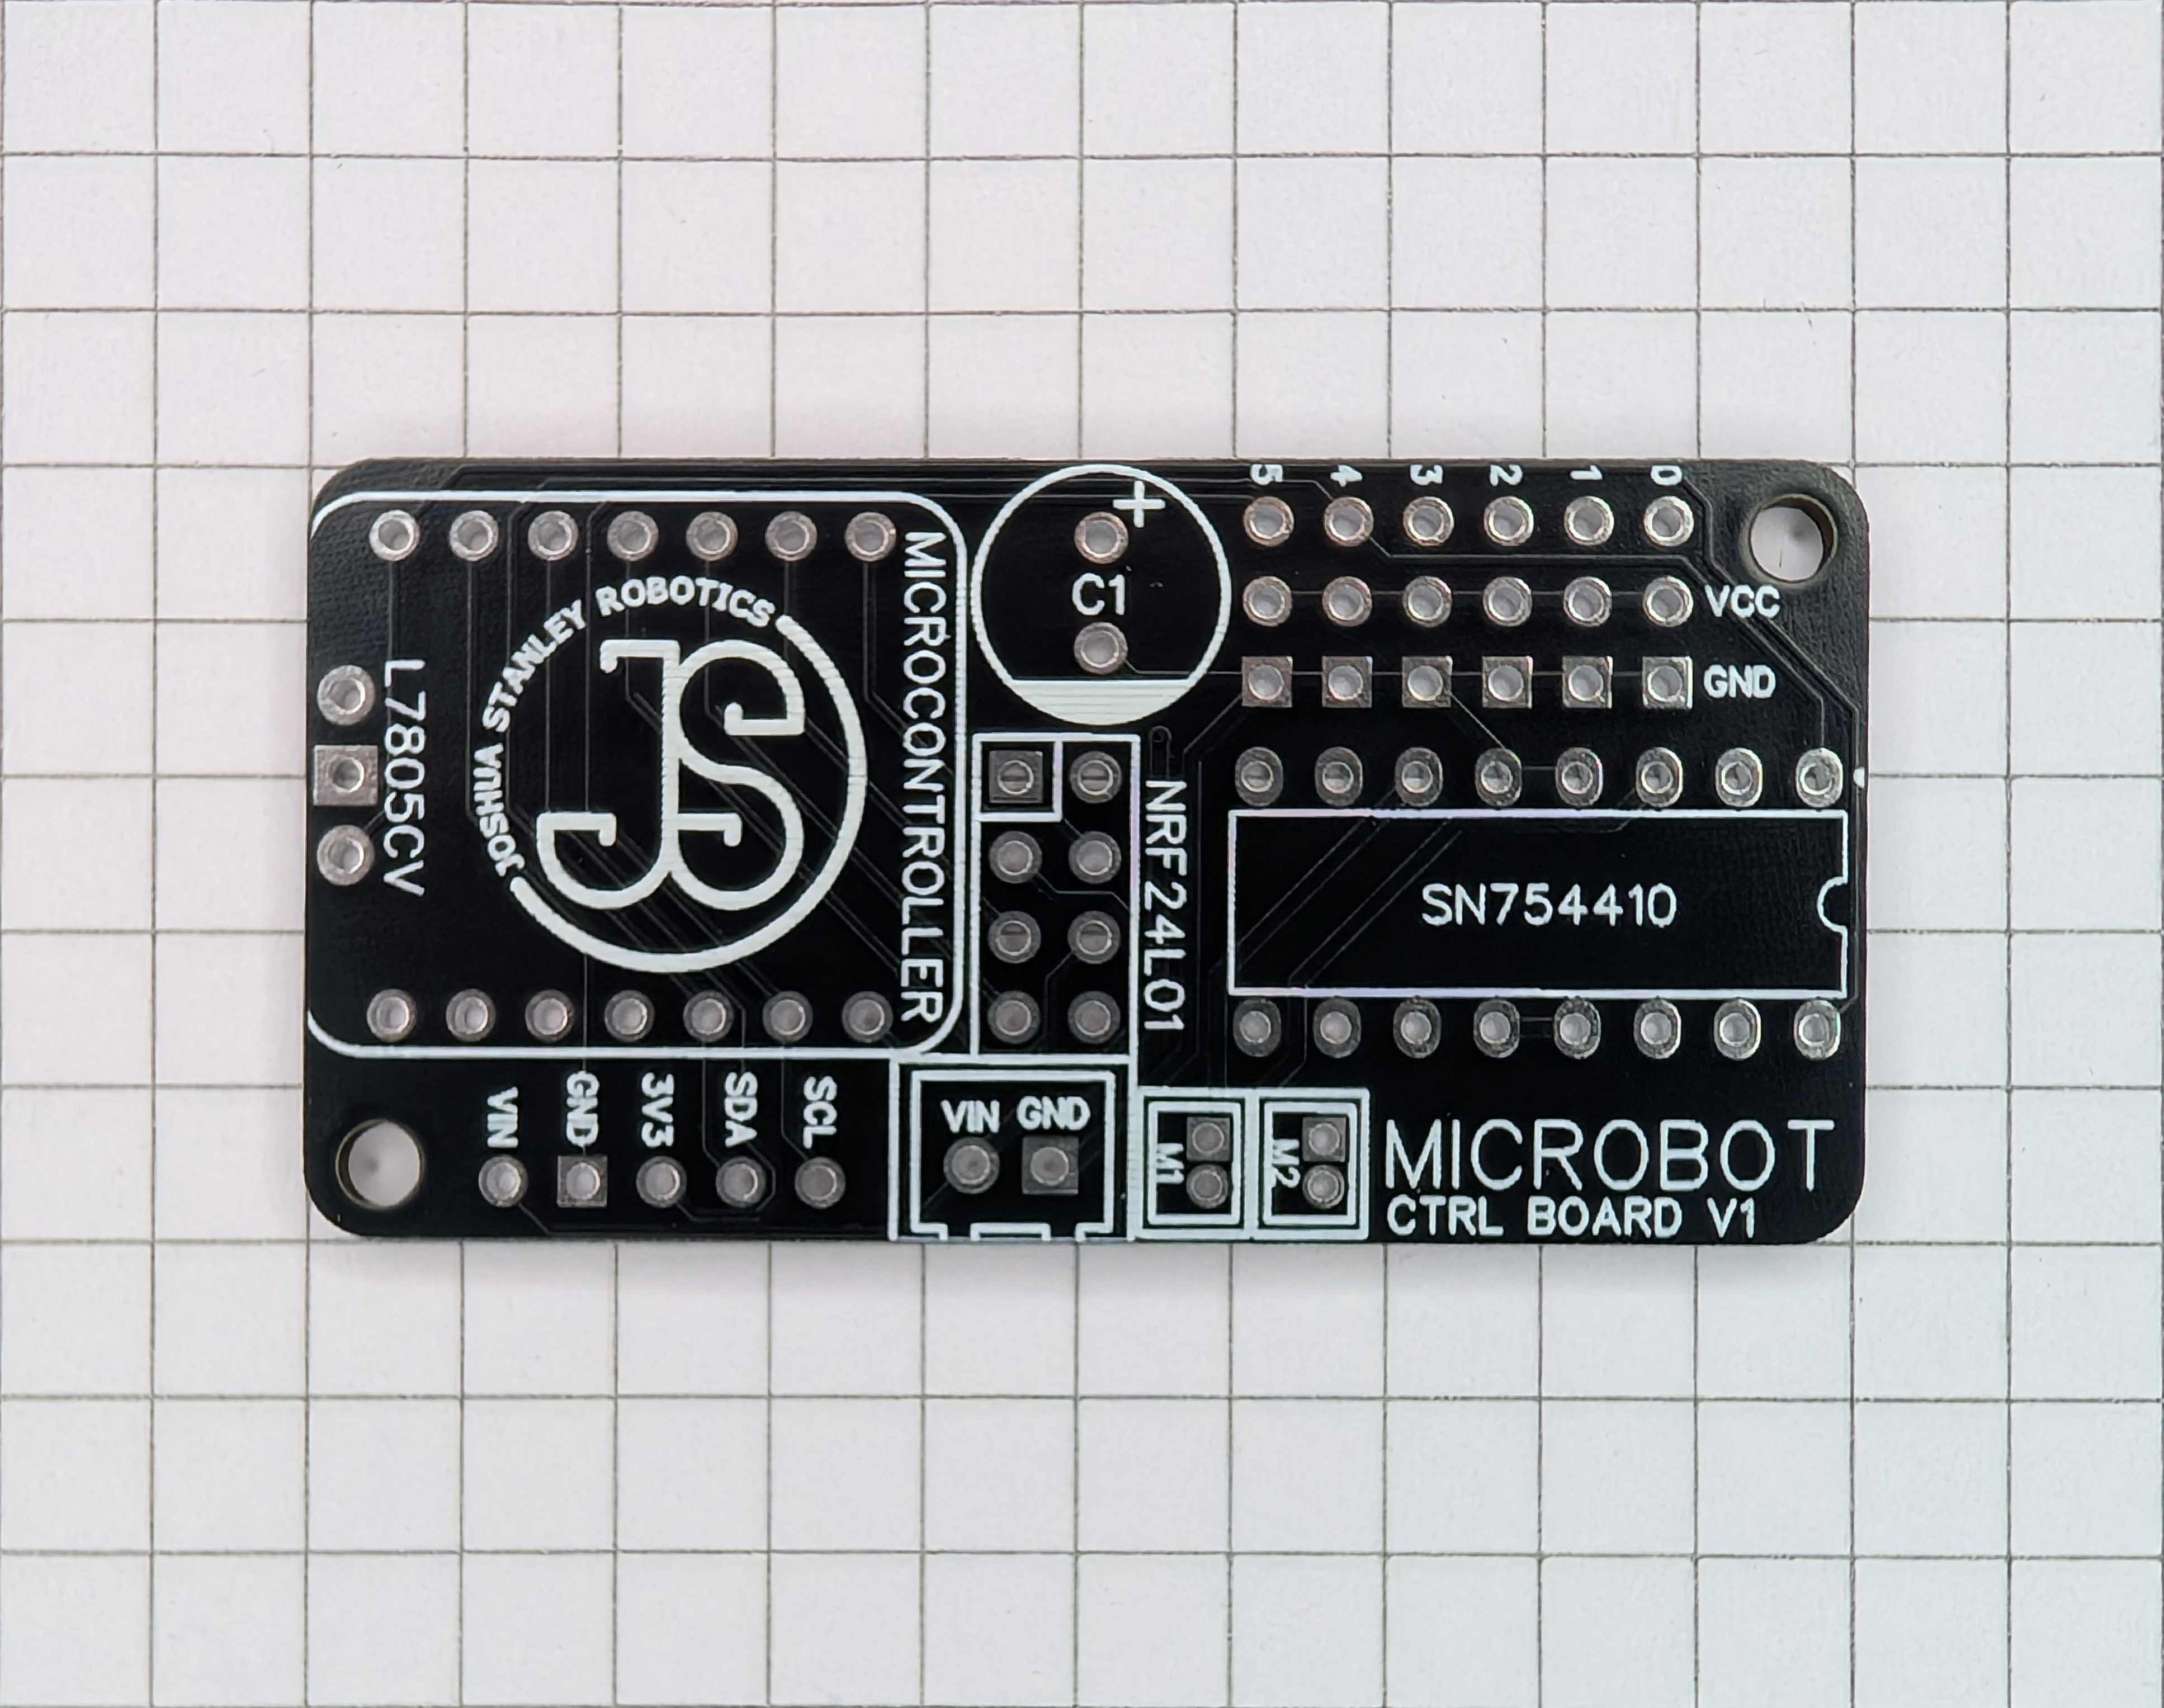 5 4 3 2 1 0
+
C1
VCC
GND
MICROCONTROLLER
JOSHUA STANLEY ROBOTICS
JS
L7805CV
NRF24L01
SN754410
VIN GND 3V3 SDA SCL
VIN GND
M1 M2
MICROBOT
CTRL BOARD V1